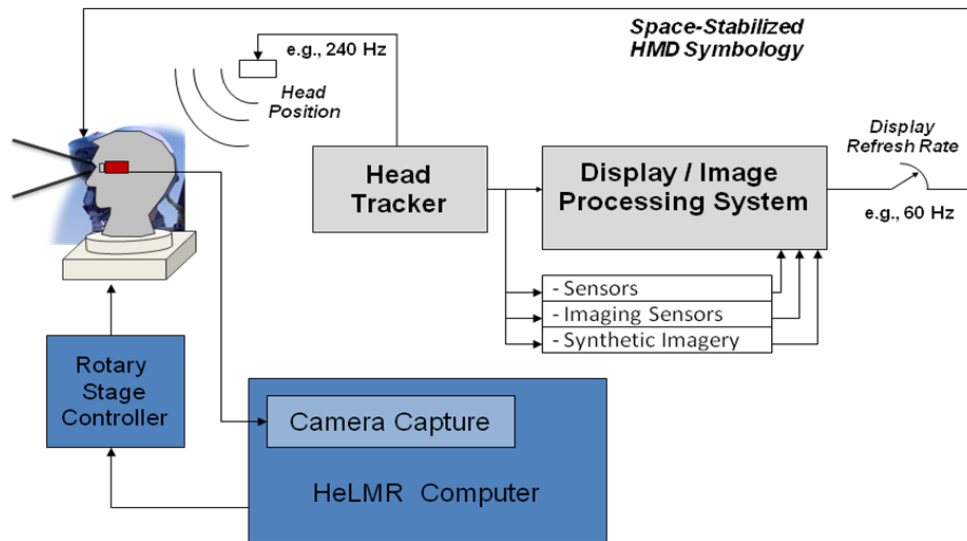 Space-Stabilized
HMD Symbology
e.g., 240 Hz
Head
Position
Display
Refresh Rate
Head
Tracker
Display / Image
Processing System
e.g., 60 Hz
- Sensors
- Imaging Sensors
- Synthetic Imagery
Rotary
Stage
Controller
Camera Capture
HeLMR Computer